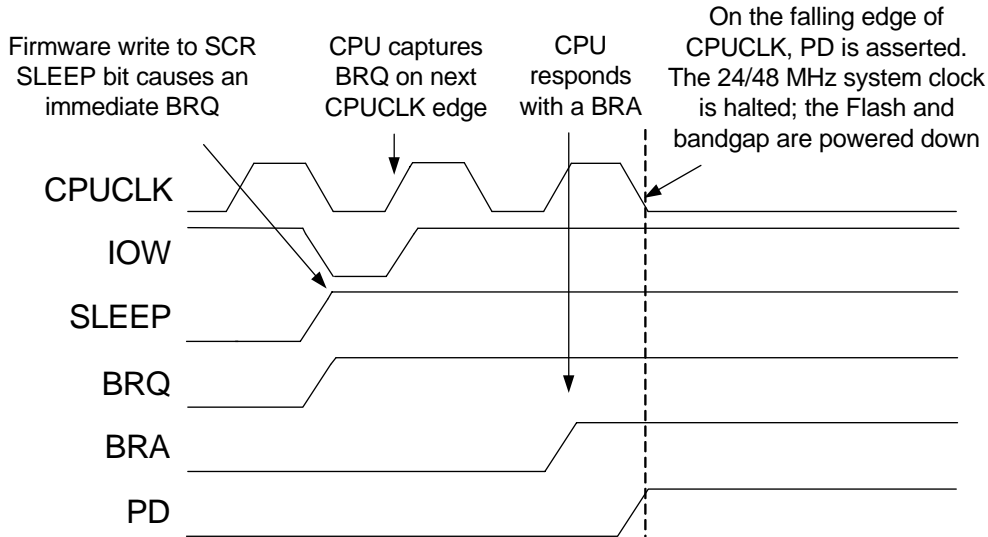 Firmware write to SCR
SLEEP bit causes an
immediate BRQ
CPU captures
BRQ on next
CPUCLK edge
CPU
responds
with a BRA
On the falling edge of
CPUCLK, PD is asserted.
The 24/48 MHz system clock
is halted; the Flash and
bandgap are powered down
CPUCLK
IOW
SLEEP
BRQ
BRA
PD